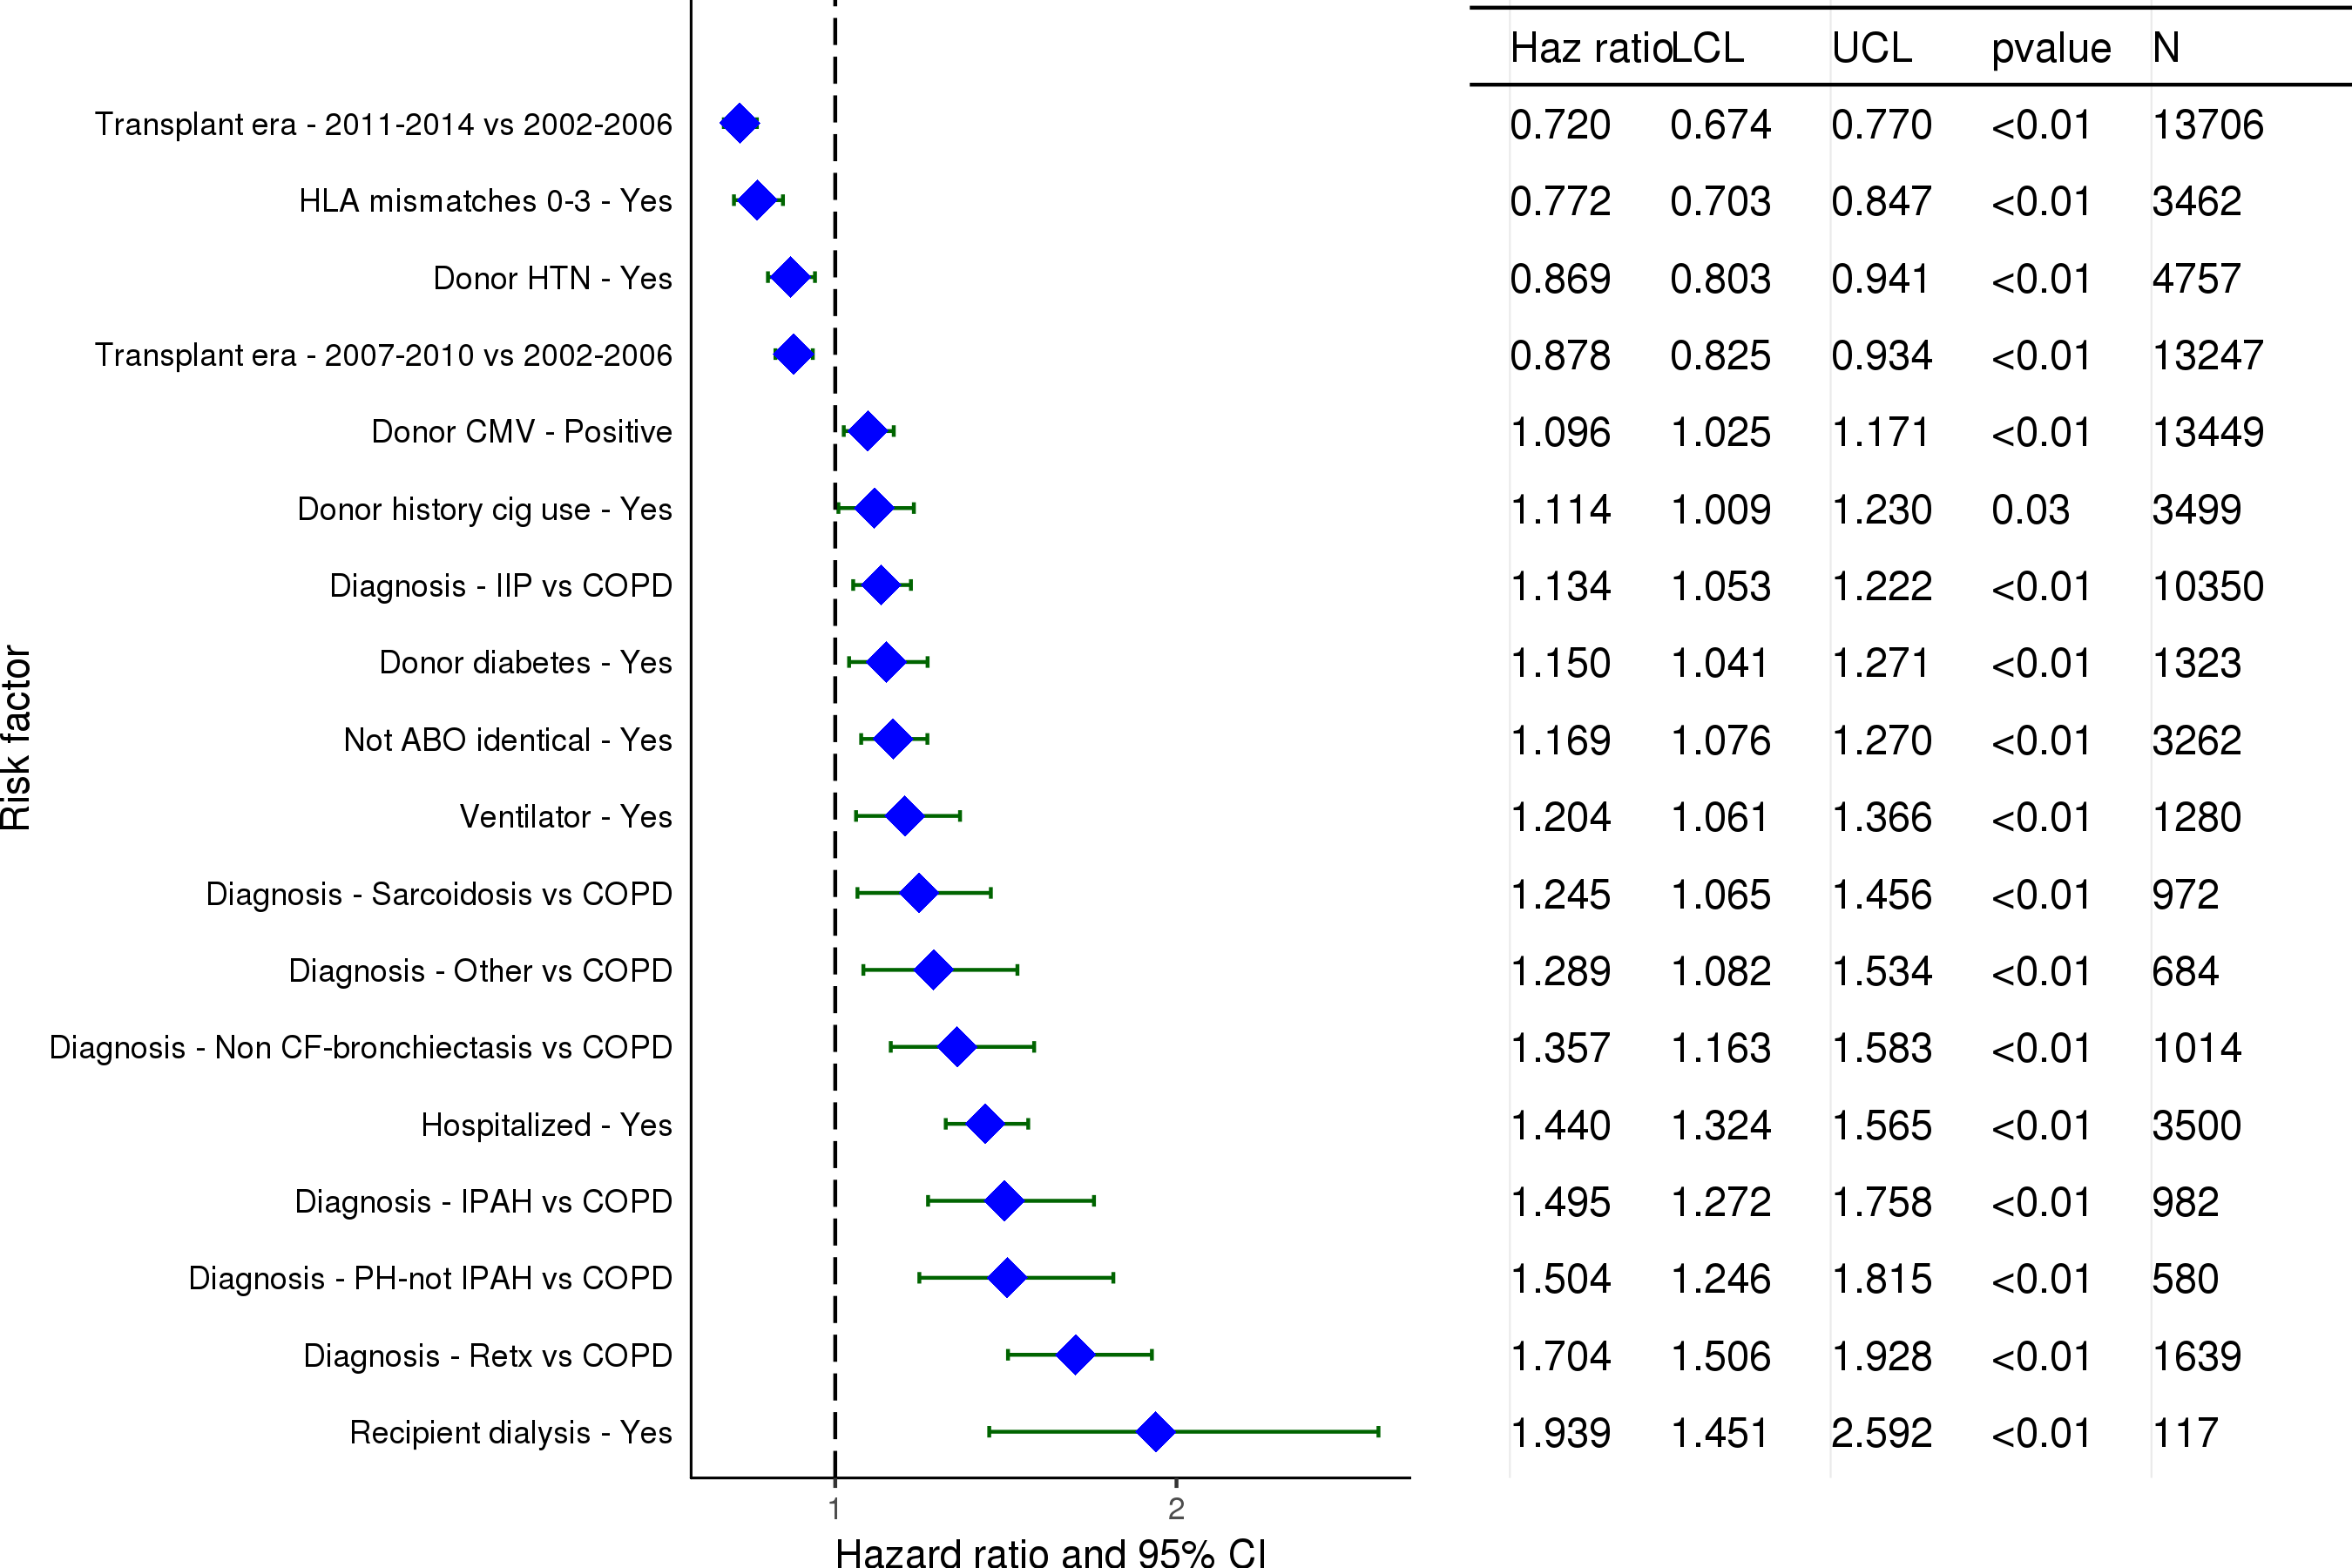 Haz ratio LCL UCL pvalue N
Transplant era - 2011-2014 vs 2002-2006 0.720 0.674 0.770 <0.01 13706
HLA mismatches 0-3 - Yes 0.772 0.703 0.847 <0.01 3462
Donor HTN - Yes 0.869 0.803 0.941 <0.01 4757
Transplant era - 2007-2010 vs 2002-2006 0.878 0.825 0.934 <0.01 13247
Donor CMV - Positive 1.096 1.025 1.171 <0.01 13449
Donor history cig use - Yes 1.114 1.009 1.230 0.03 3499
Diagnosis - IIP vs COPD 1.134 1.053 1.222 <0.01 10350
Donor diabetes - Yes 1.150 1.041 1.271 <0.01 1323
Not ABO identical - Yes 1.169 1.076 1.270 <0.01 3262
Ventilator - Yes 1.204 1.061 1.366 <0.01 1280
Diagnosis - Sarcoidosis vs COPD 1.245 1.065 1.456 <0.01 972
Diagnosis - Other vs COPD 1.289 1.082 1.534 <0.01 684
Diagnosis - Non CF-bronchiectasis vs COPD 1.357 1.163 1.583 <0.01 1014
Hospitalized - Yes 1.440 1.324 1.565 <0.01 3500
Diagnosis - IPAH vs COPD 1.495 1.272 1.758 <0.01 982
Diagnosis - PH-not IPAH vs COPD 1.504 1.246 1.815 <0.01 580
Diagnosis - Retx vs COPD 1.704 1.506 1.928 <0.01 1639
Recipient dialysis - Yes 1.939 1.451 2.592 <0.01 117
Risk factor
1 2
Hazard ratio and 95% CI